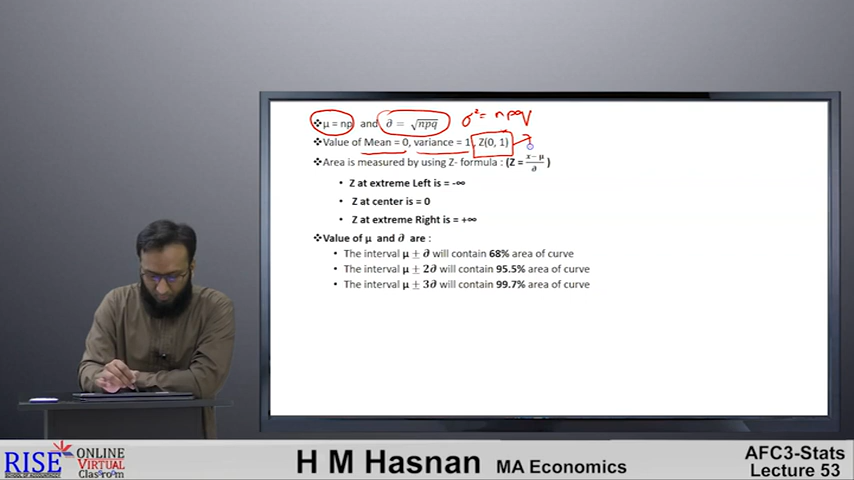 ❖μ = np and ∂ = √npq σ² = npq
❖Value of Mean = 0, variance = 1, Z(0, 1)
❖Area is measured by using Z- formula : (Z = x − μ / ∂ )
• Z at extreme Left is = -∞
• Z at center is = 0
• Z at extreme Right is = +∞
❖Value of μ and ∂ are :
• The interval μ ± ∂ will contain 68% area of curve
• The interval μ ± 2∂ will contain 95.5% area of curve
• The interval μ ± 3∂ will contain 99.7% area of curve
RISE
SCHOOL OF ACCOUNTANCY
ONLINE
VIRTUAL
Classroom
H M Hasnan MA Economics
AFC3-Stats
Lecture 53